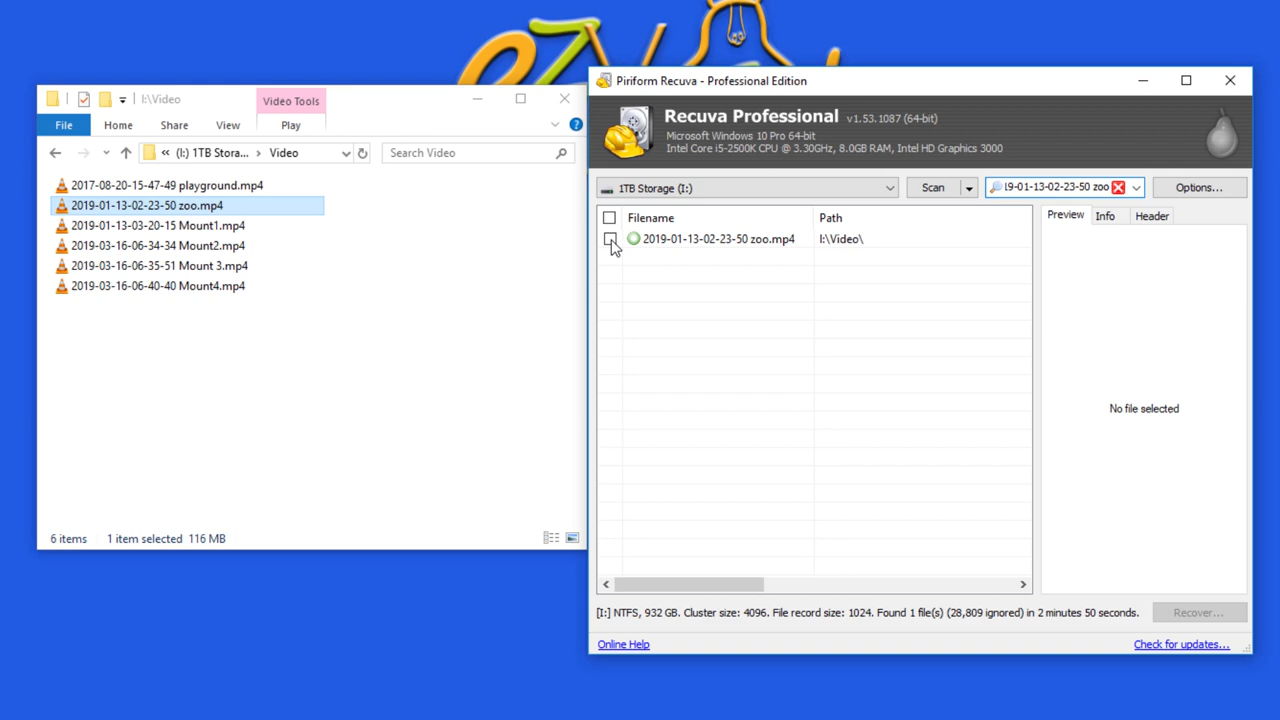 I:\Video
Video Tools
File
Home
Share
View
Play
« (I:) 1TB Stora... > Video
Search Video
2017-08-20-15-47-49 playground.mp4
2019-01-13-02-23-50 zoo.mp4
2019-01-13-03-20-15 Mount1.mp4
2019-03-16-06-34-34 Mount2.mp4
2019-03-16-06-35-51 Mount 3.mp4
2019-03-16-06-40-40 Mount4.mp4
6 items 1 item selected 116 MB
Piriform Recuva - Professional Edition
Recuva Professional v1.53.1087 (64-bit)
Microsoft Windows 10 Pro 64-bit
Intel Core i5-2500K CPU @ 3.30GHz, 8.0GB RAM, Intel HD Graphics 3000
1TB Storage (I:)
Scan
19-01-13-02-23-50 zoo
Options...
Filename
Path
2019-01-13-02-23-50 zoo.mp4
I:\Video\
Preview
Info
Header
No file selected
[I:] NTFS, 932 GB. Cluster size: 4096. File record size: 1024. Found 1 file(s) (28,809 ignored) in 2 minutes 50 seconds.
Recover...
Online Help
Check for updates...